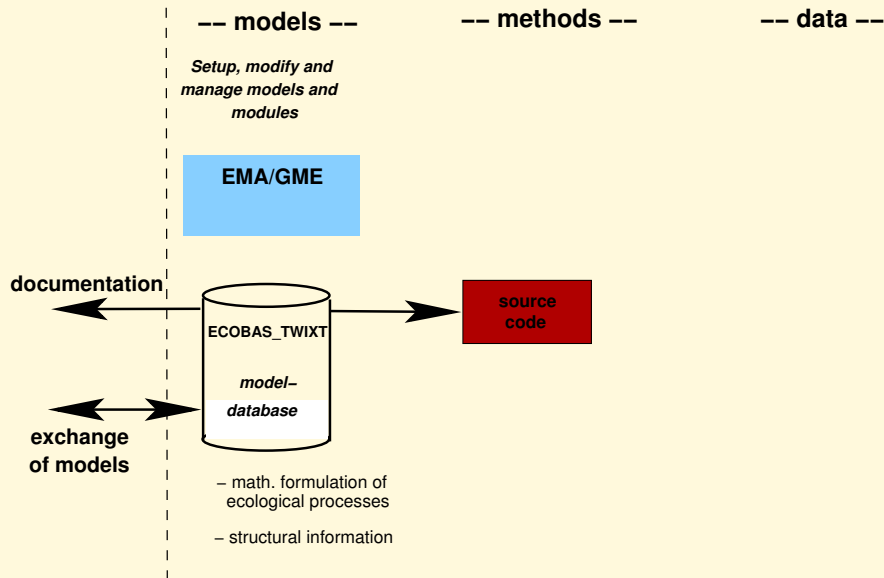 −− models −−
−− methods −−
−− data −−
Setup, modify and
manage models and
modules
EMA/GME
documentation
source
code
ECOBAS_TWIXT
model−
database
exchange
of models
− math. formulation of
ecological processes
− structural information